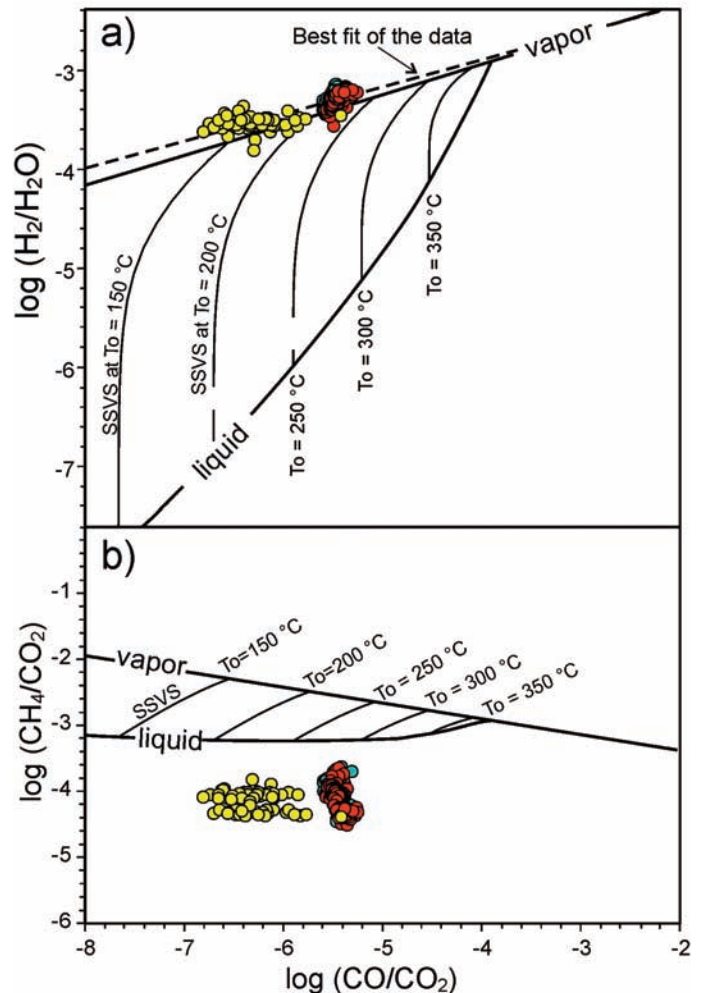 a)
Best fit of the data
vapor
-3
-4
-5
-6
-7
log (H₂/H₂O)
SSVS at To = 150 °C
SSVS at To = 200 °C
To = 250 °C
To = 300 °C
To = 350 °C
liquid
b)
-1
-2
-3
-4
-5
-6
log (CH₄/CO₂)
vapor
SSVS
liquid
To=150 °C
To=200 °C
To = 250 °C
To = 300 °C
To = 350 °C
-8 -7 -6 -5 -4 -3 -2
log (CO/CO₂)